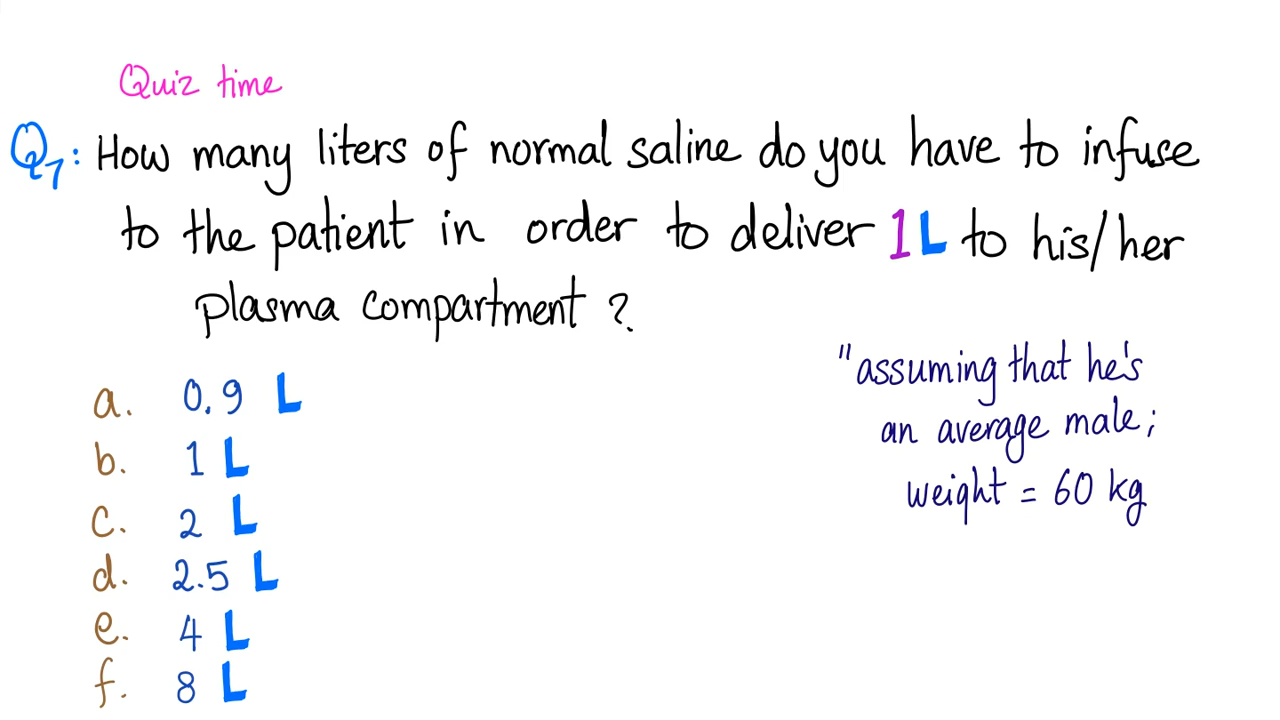 Quiz time
Q7: How many liters of normal saline do you have to infuse
to the patient in order to deliver 1 L to his/her
plasma compartment?
"assuming that he's
an average male;
weight = 60 kg
a. 0.9 L
b. 1 L
c. 2 L
d. 2.5 L
e. 4 L
f. 8 L